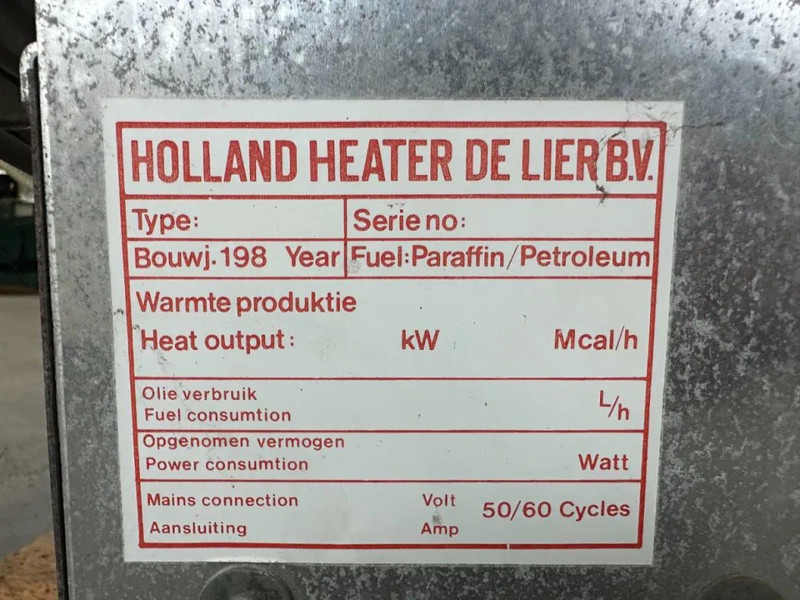 HOLLAND HEATER DE LIER B.V.
Type: Serie no:
Bouwj. 198 Year Fuel: Paraffin/Petroleum
Warmte produktie
Heat output: kW Mcal/h
Olie verbruik
Fuel consumtion L/h
Opgenomen vermogen
Power consumtion Watt
Mains connection Volt 50/60 Cycles
Aansluiting Amp